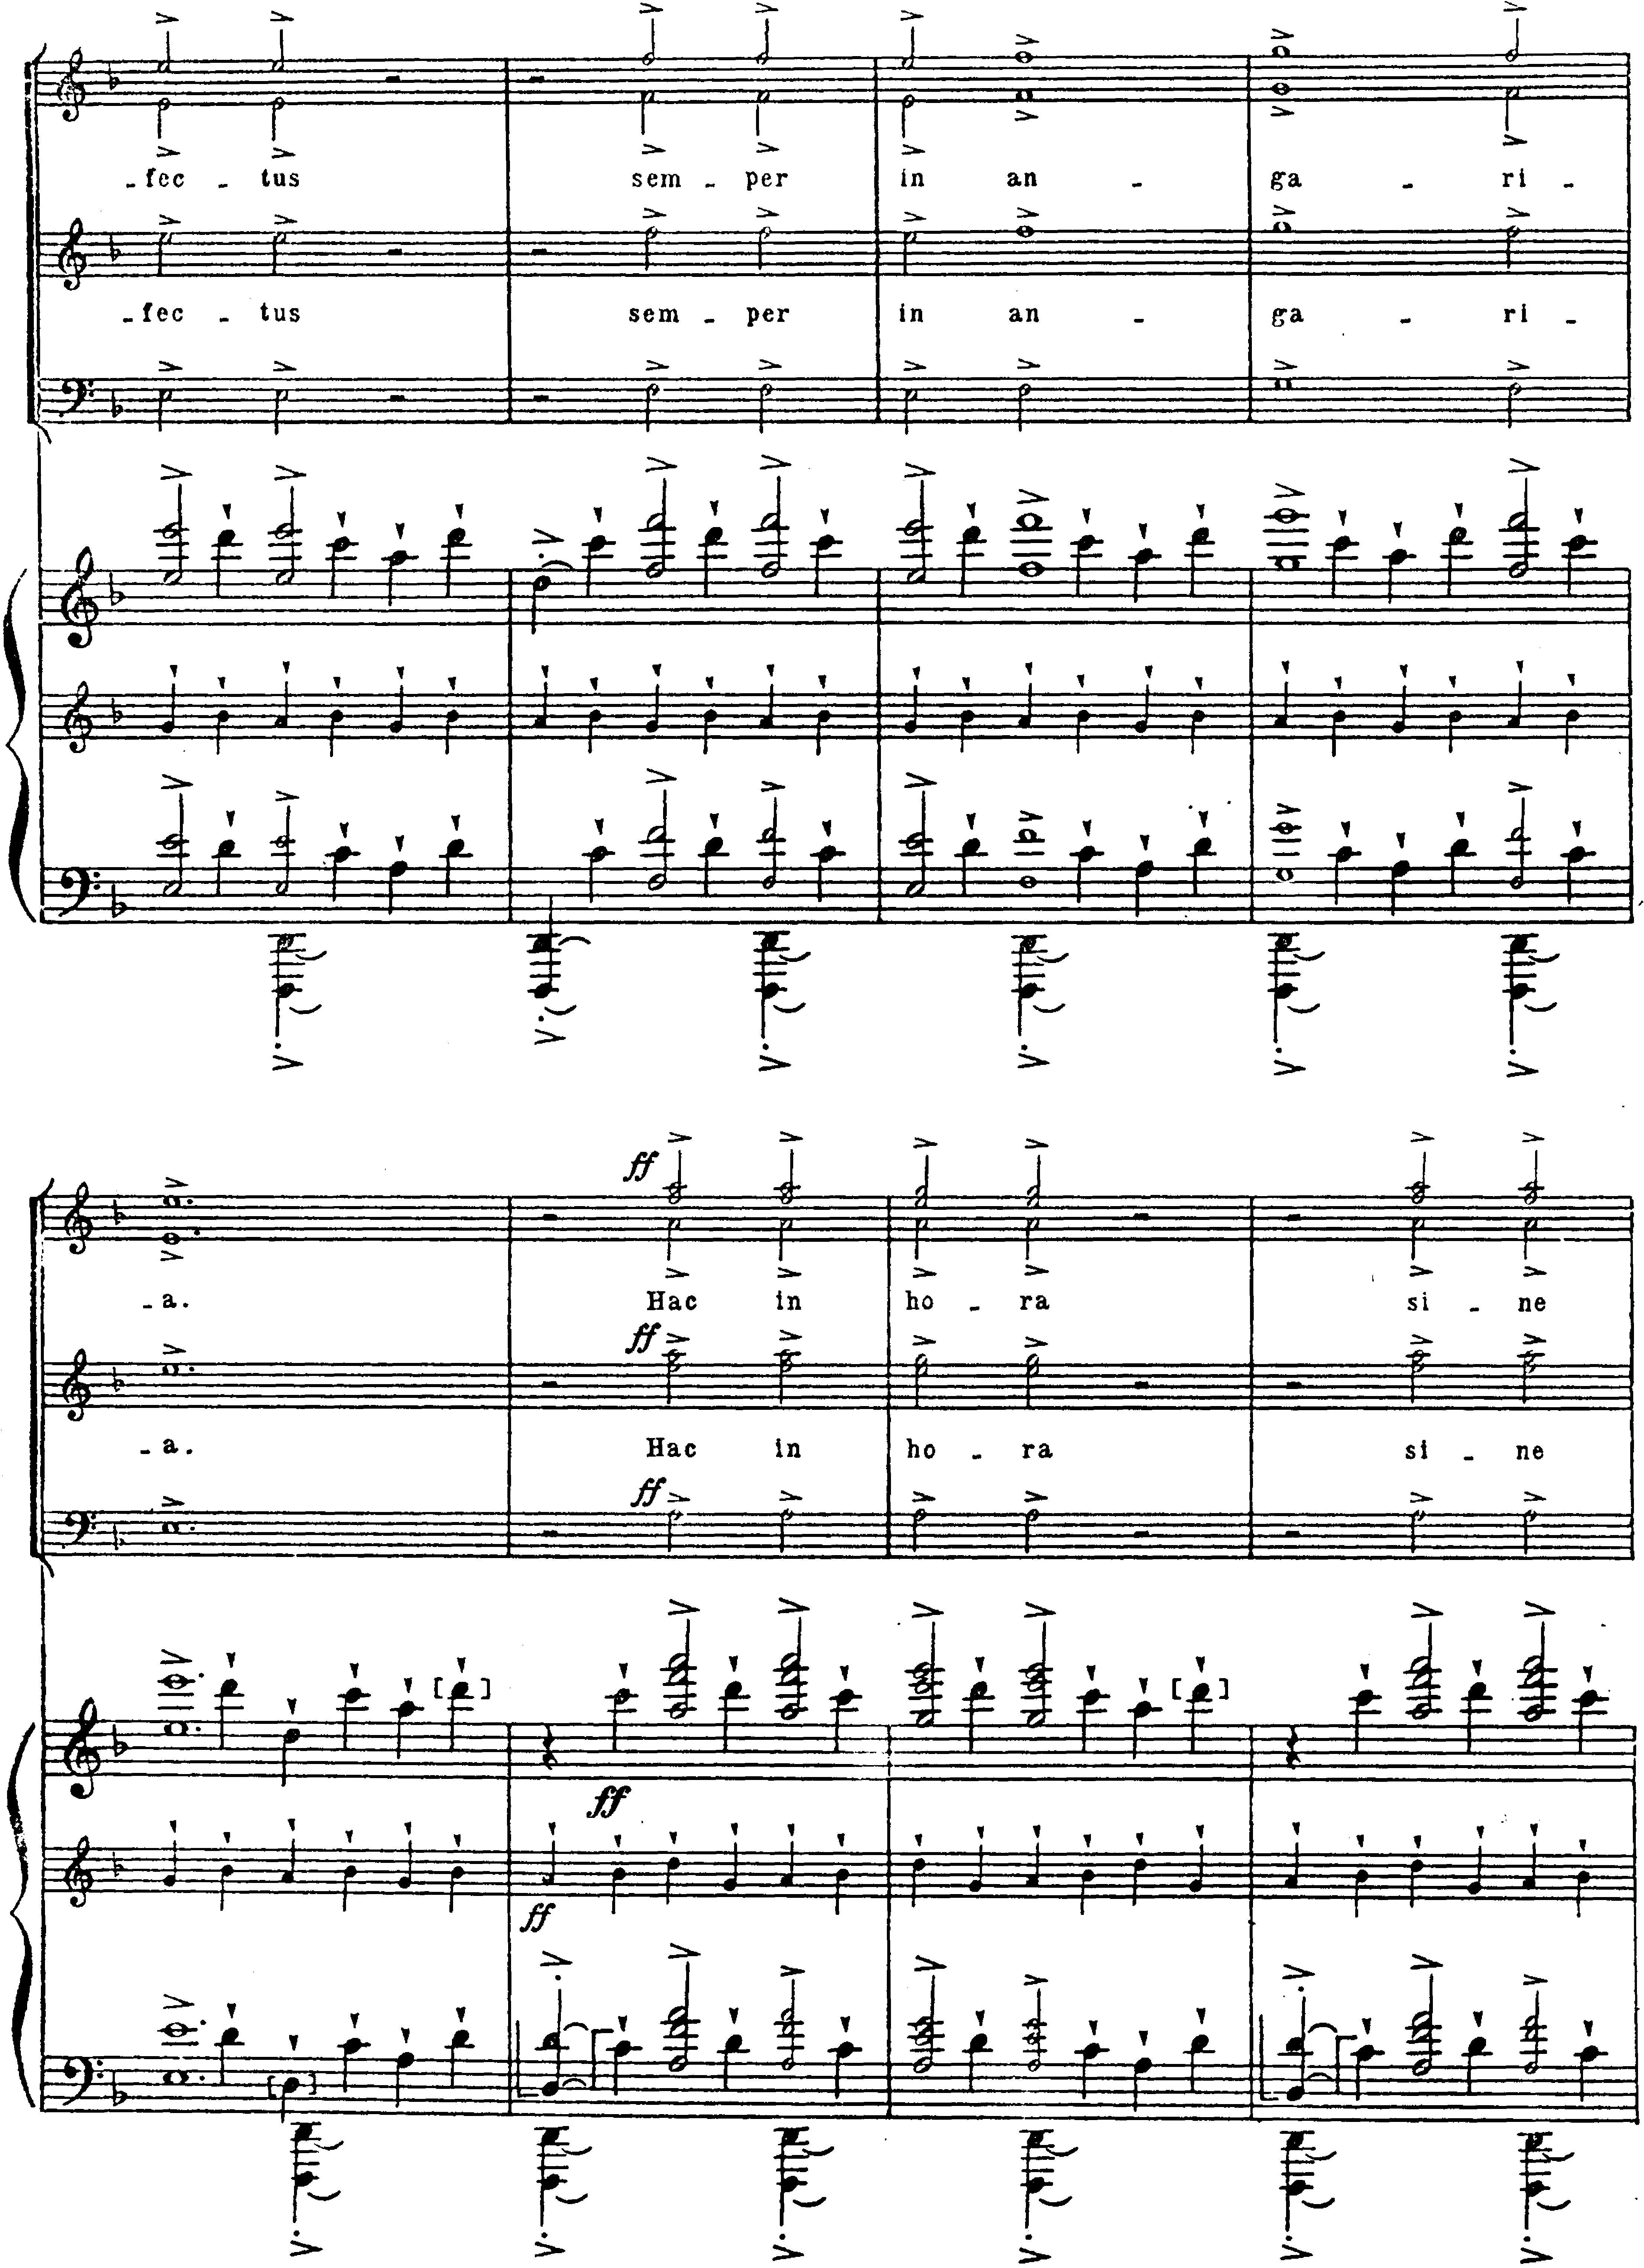 -fec - tus sem - per in an - ga - ri -
-fec - tus sem - per in an - ga - ri -
ff
-a. Hac in ho - ra si - ne
ff
-a. Hac in ho - ra si - ne
ff
ff
ff